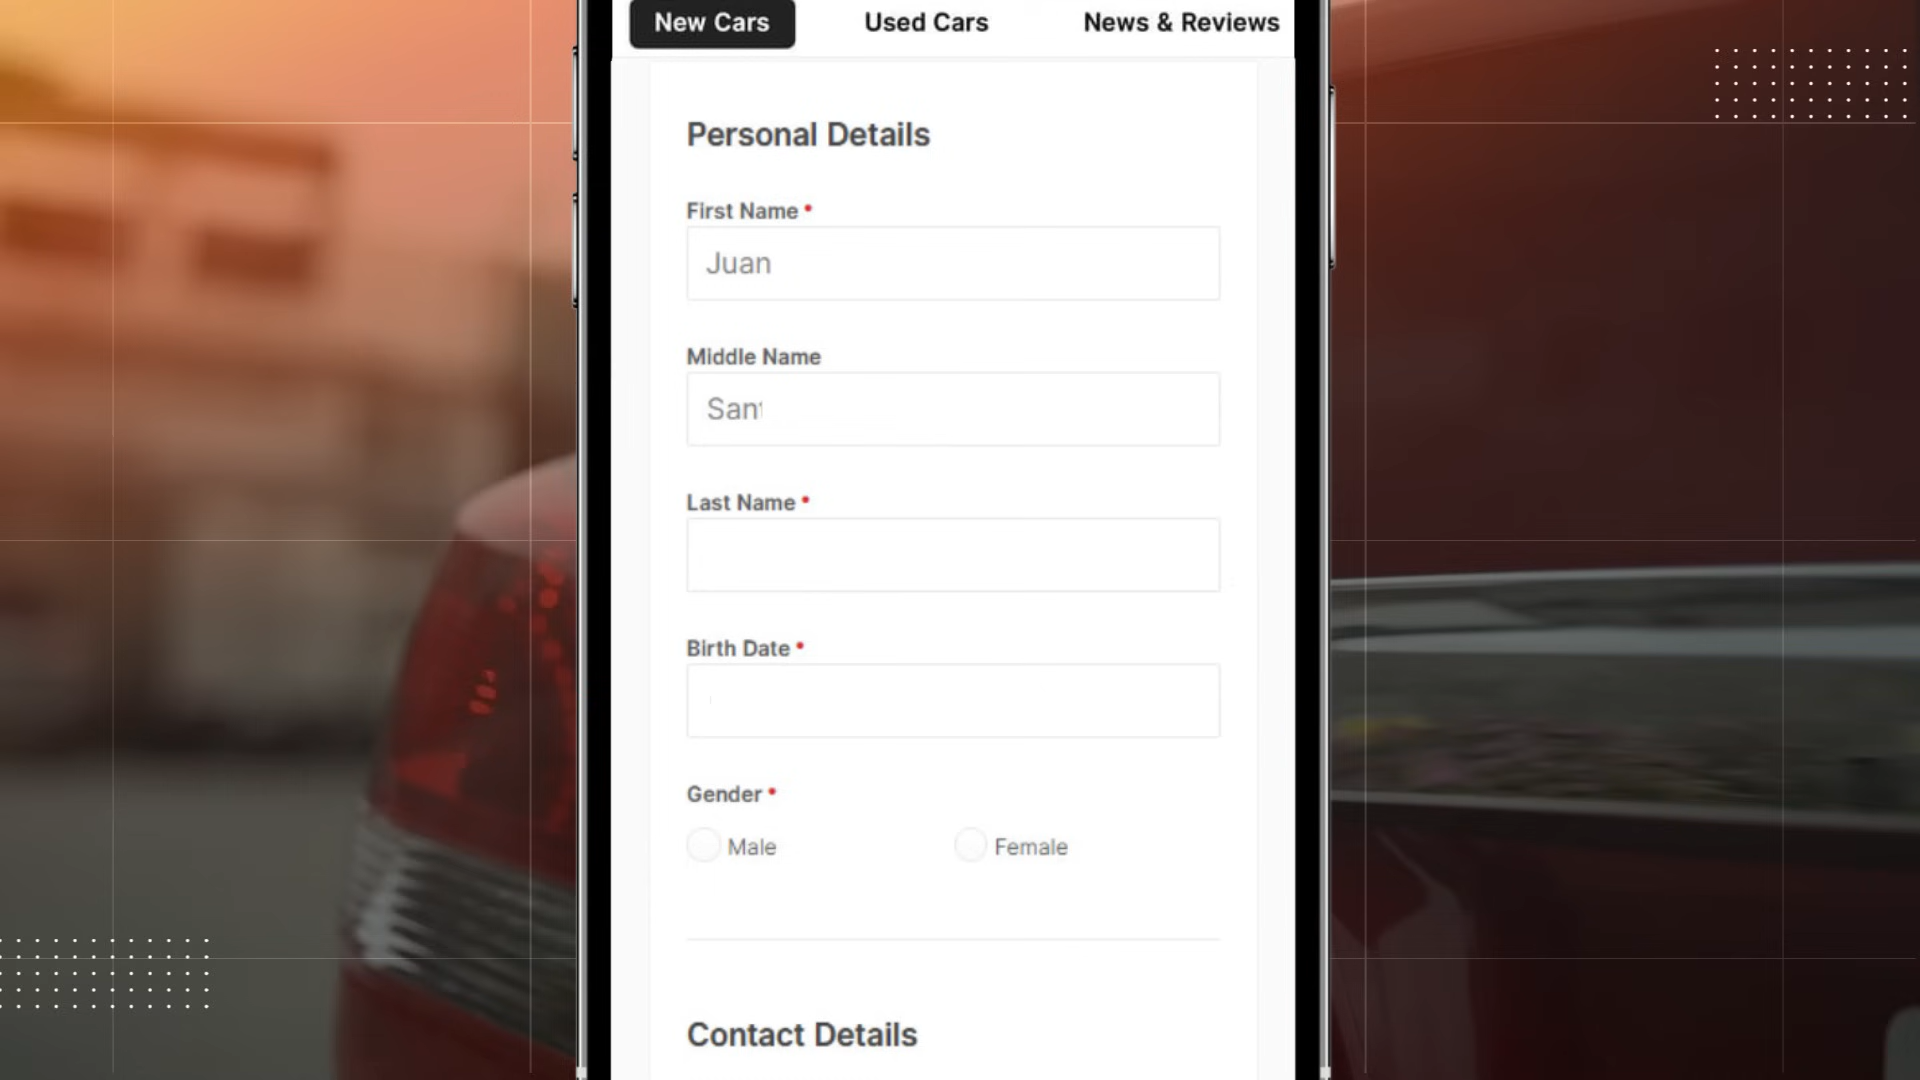 New Cars Used Cars News & Reviews
Personal Details
First Name •
Juan
Middle Name
Last Name •
Birth Date •
Gender •
Male Female
Contact Details